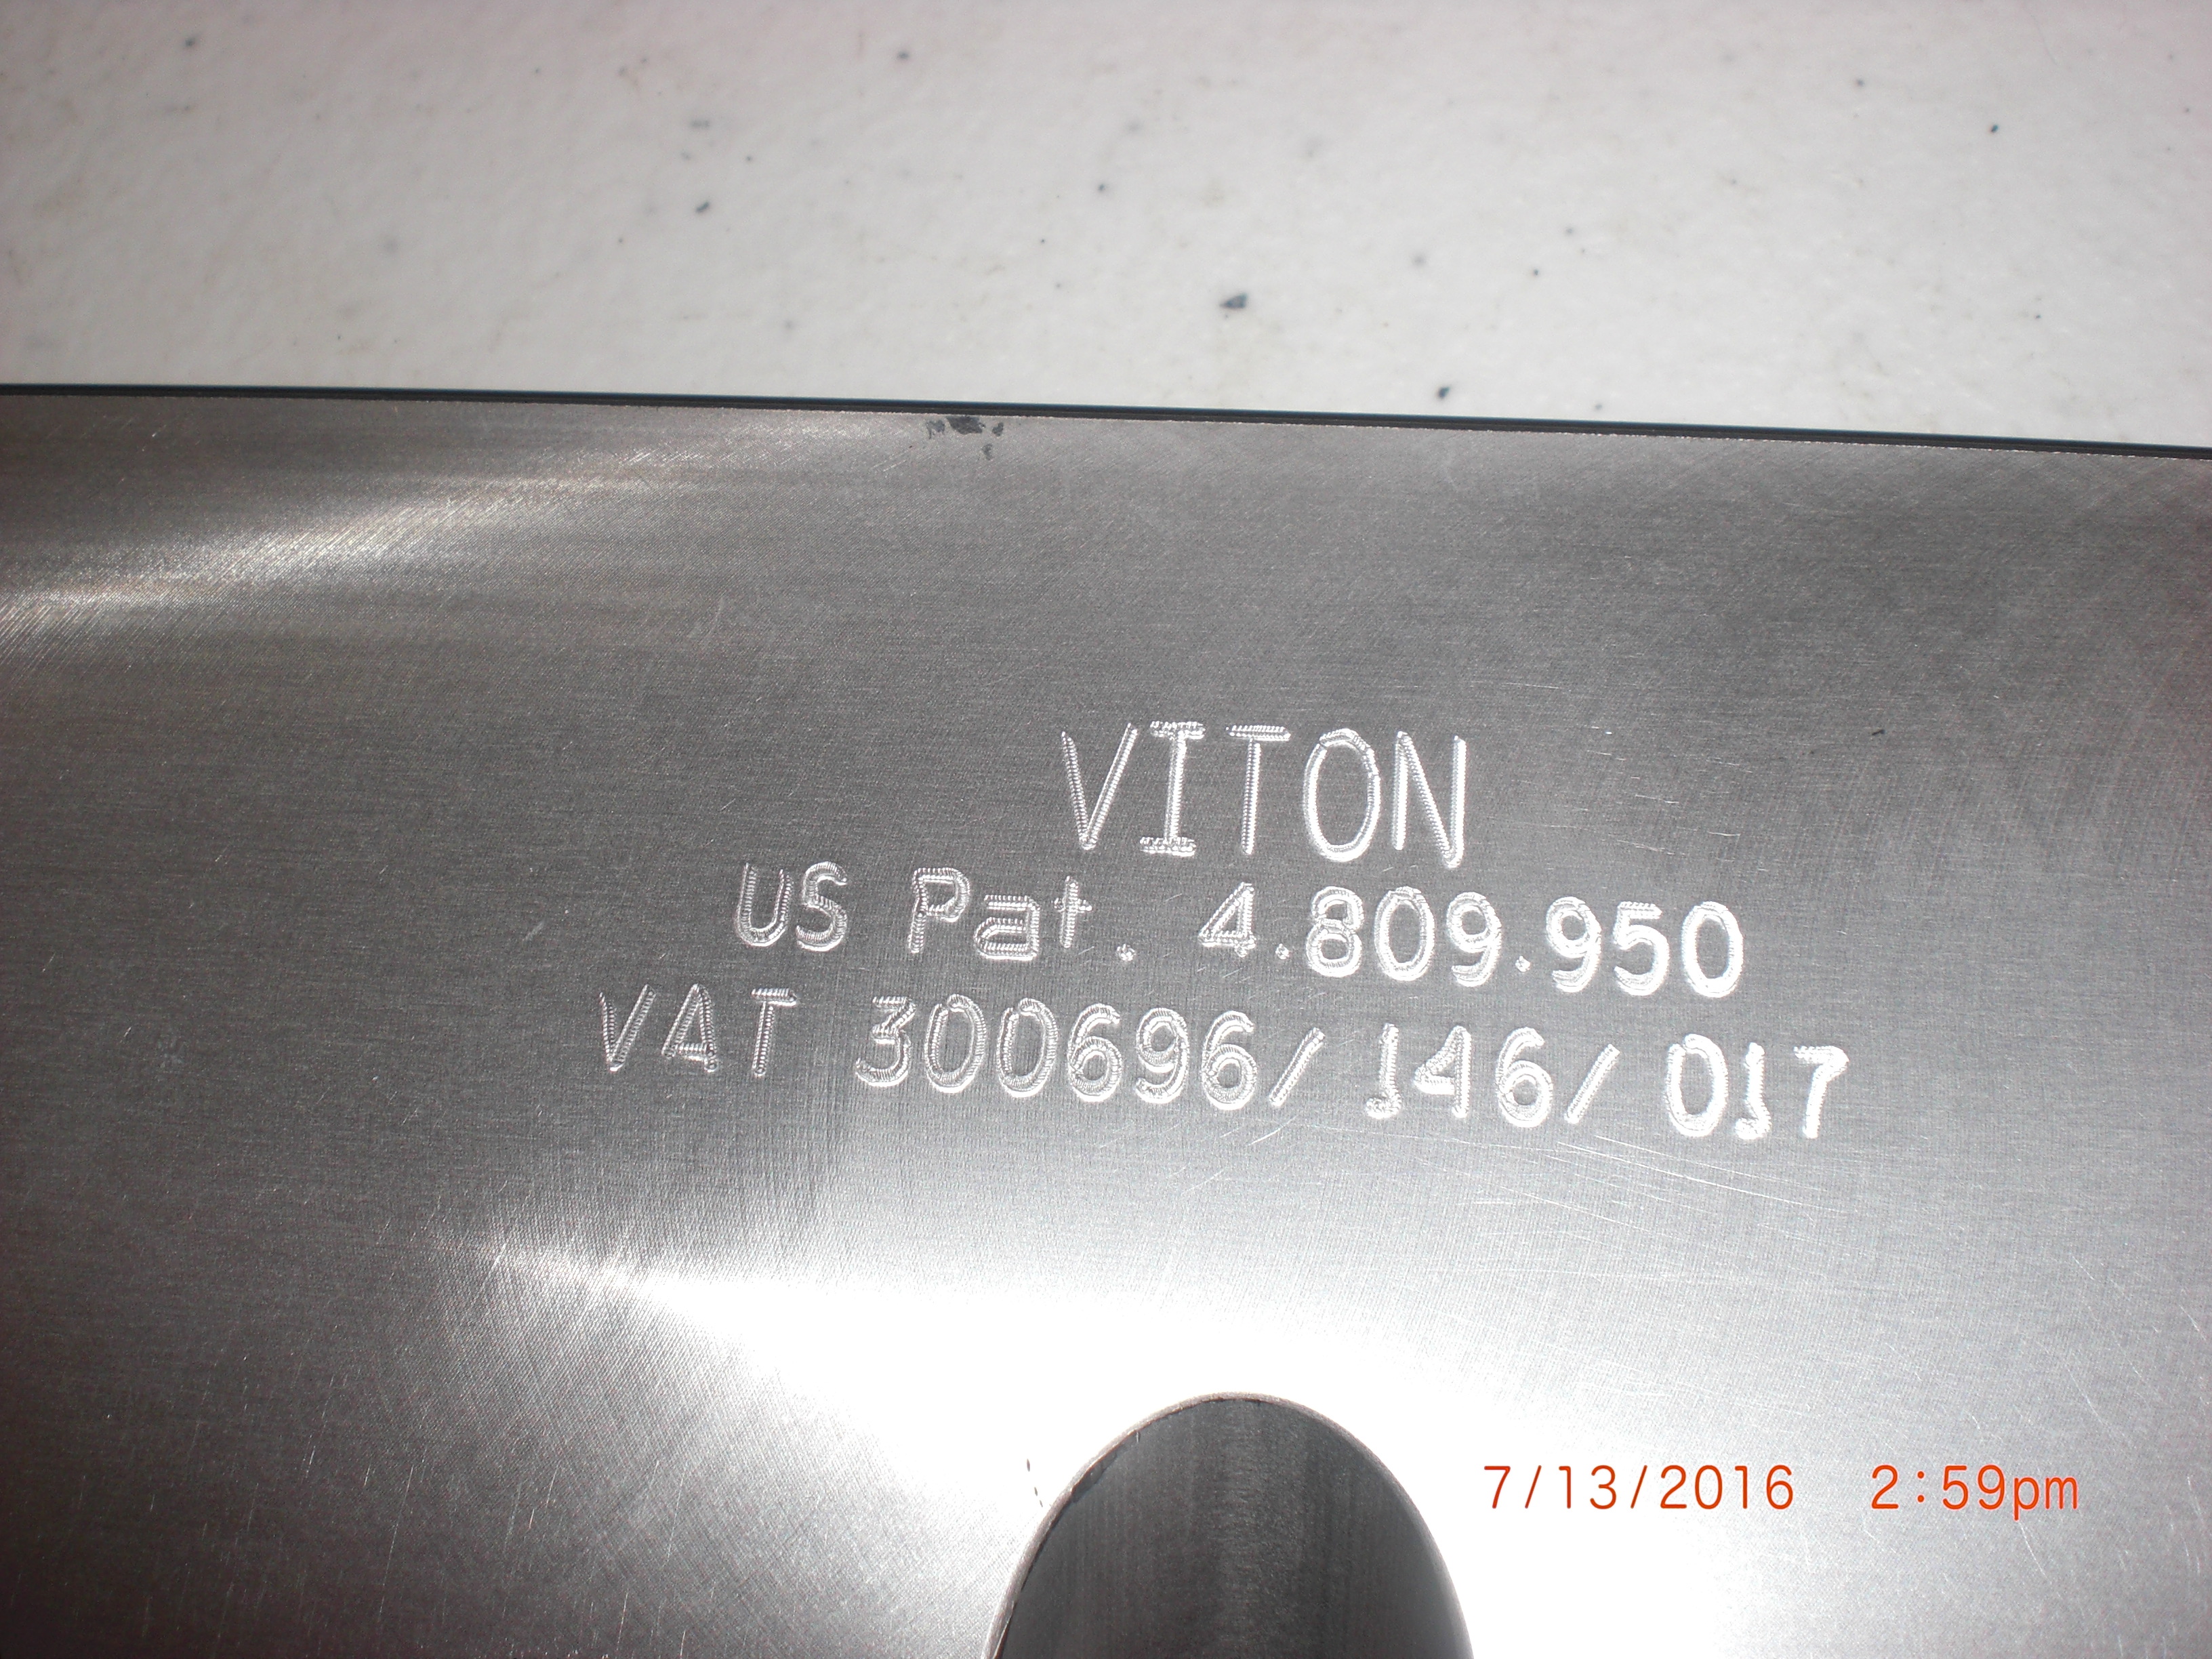 VITON
US Pat. 4.809.950
VAT 300696/ 146/ 017
7/13/2016 2:59pm